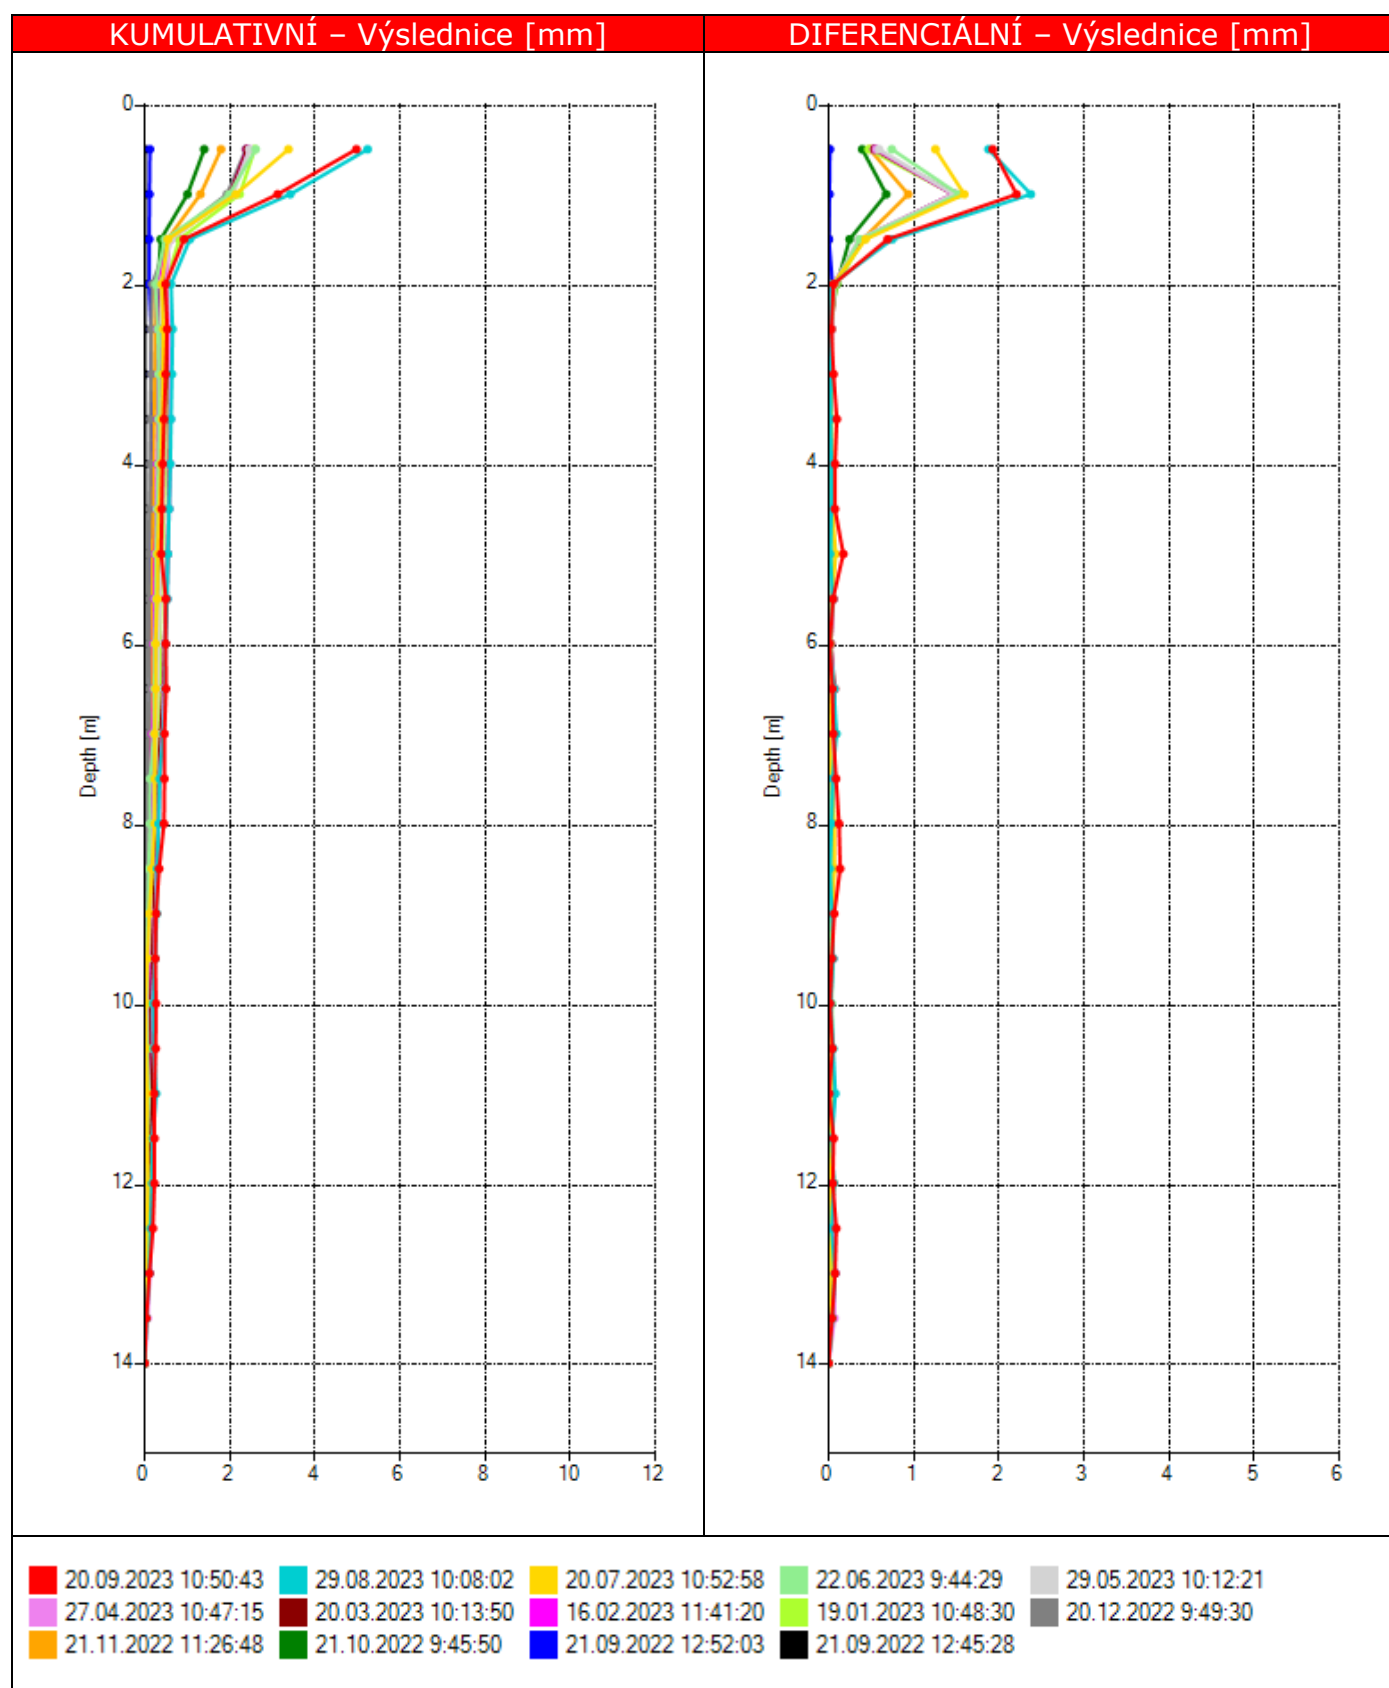 KUMULATIVNÍ – Výslednice [mm]
DIFERENCIÁLNÍ – Výslednice [mm]
0
2
4
6
8
10
12
14
Depth [m]
0 2 4 6 8 10 12
0
2
4
6
8
10
12
14
Depth [m]
0 1 2 3 4 5 6
20.09.2023 10:50:43 29.08.2023 10:08:02 20.07.2023 10:52:58 22.06.2023 9:44:29 29.05.2023 10:12:21
27.04.2023 10:47:15 20.03.2023 10:13:50 16.02.2023 11:41:20 19.01.2023 10:48:30 20.12.2022 9:49:30
21.11.2022 11:26:48 21.10.2022 9:45:50 21.09.2022 12:52:03 21.09.2022 12:45:28